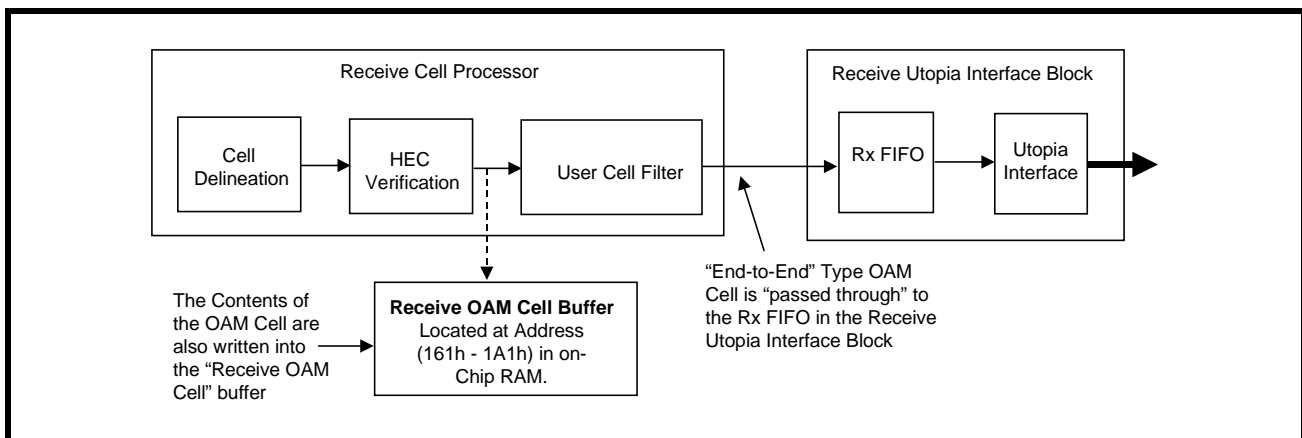 Receive Cell Processor
Receive Utopia Interface Block
Cell
Delineation
HEC
Verification
User Cell Filter
Rx FIFO
Utopia
Interface
The Contents of
the OAM Cell are
also written into
the “Receive OAM
Cell” buffer
Receive OAM Cell Buffer
Located at Address
(161h - 1A1h) in on-
Chip RAM.
“End-to-End” Type OAM
Cell is “passed through” to
the Rx FIFO in the Receive
Utopia Interface Block